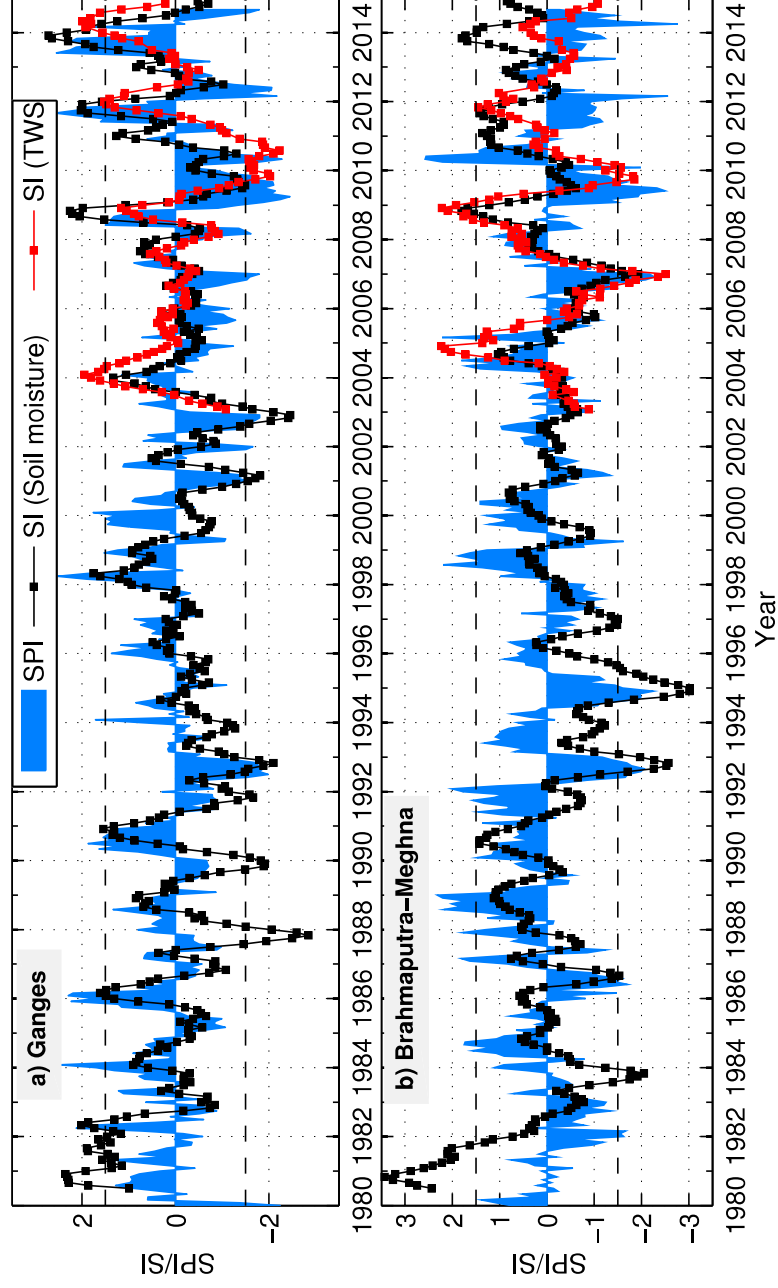 SPI SI (Soil moisture) SI (TWS
a) Ganges
2
0
-2
SPI/SI
1980 1982 1984 1986 1988 1990 1992 1994 1996 1998 2000 2002 2004 2006 2008 2010 2012 2014
b) Brahmaputra-Meghna
3
2
1
0
-1
-2
-3
SPI/SI
1980 1982 1984 1986 1988 1990 1992 1994 1996 1998 2000 2002 2004 2006 2008 2010 2012 2014
Year